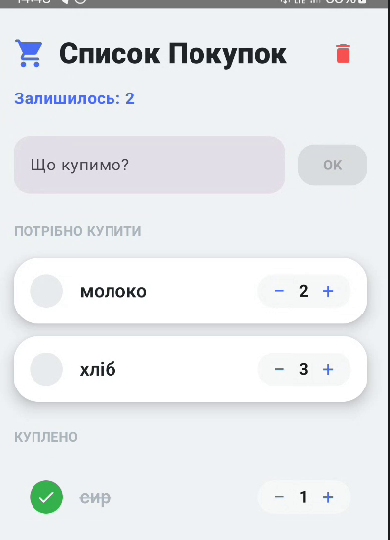 Список Покупок
Залишилось: 2
Що купимо?
ОК
ПОТРІБНО КУПИТИ
молоко
− 2 +
хліб
− 3 +
КУПЛЕНО
сир
− 1 +